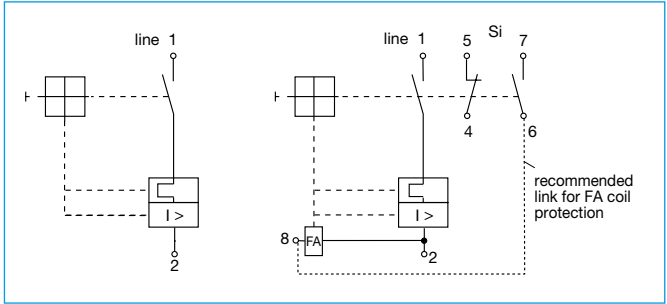 line 1
I >
2
line 1
5
Si
7
4
6
recommended
link for FA coil
protection
I >
8
FA
2